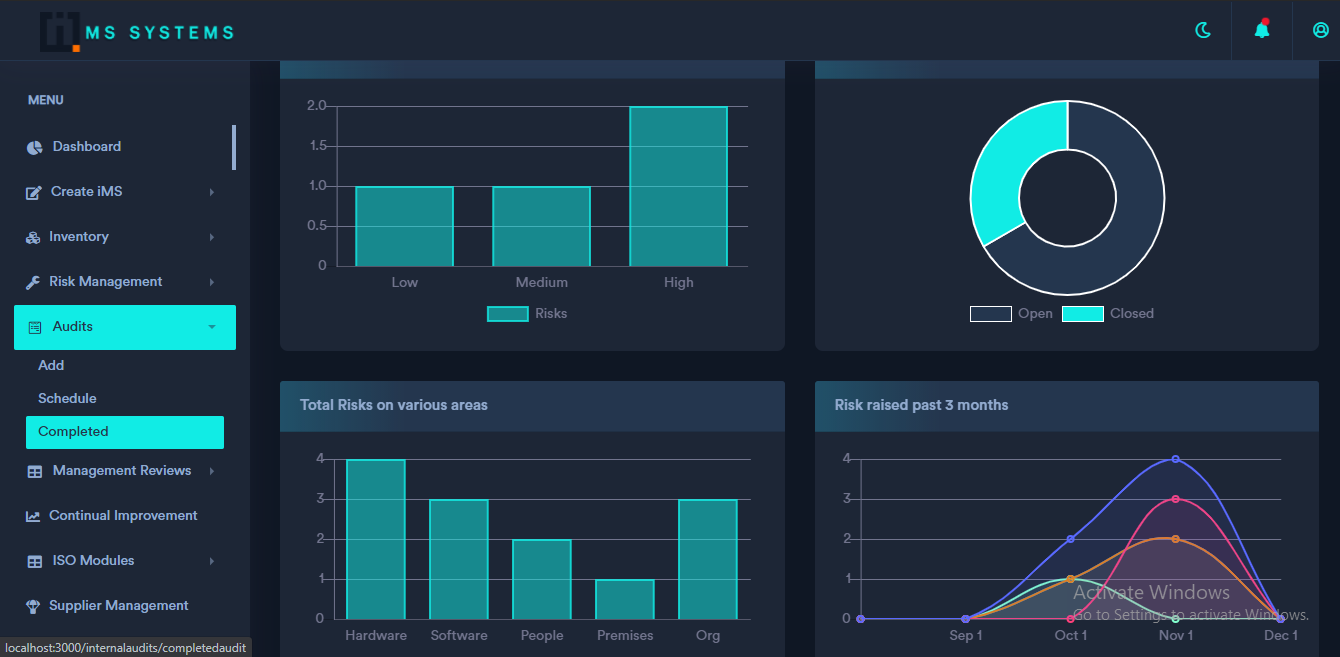 MS SYSTEMS
MENU
Dashboard
Create iMS
Inventory
Risk Management
Audits
Add
Schedule
Completed
Management Reviews
Continual Improvement
ISO Modules
Supplier Management
localhost:3000/internalaudits/completedaudit
2.0
1.5
1.0
0.5
0
Low Medium High
Risks
Open Closed
Total Risks on various areas
4
3
2
1
0
Hardware Software People Premises Org
Risk raised past 3 months
4
3
2
1
0
Sep 1 Oct 1 Nov 1 Dec 1
Activate Windows
Go to Settings to activate Windows.